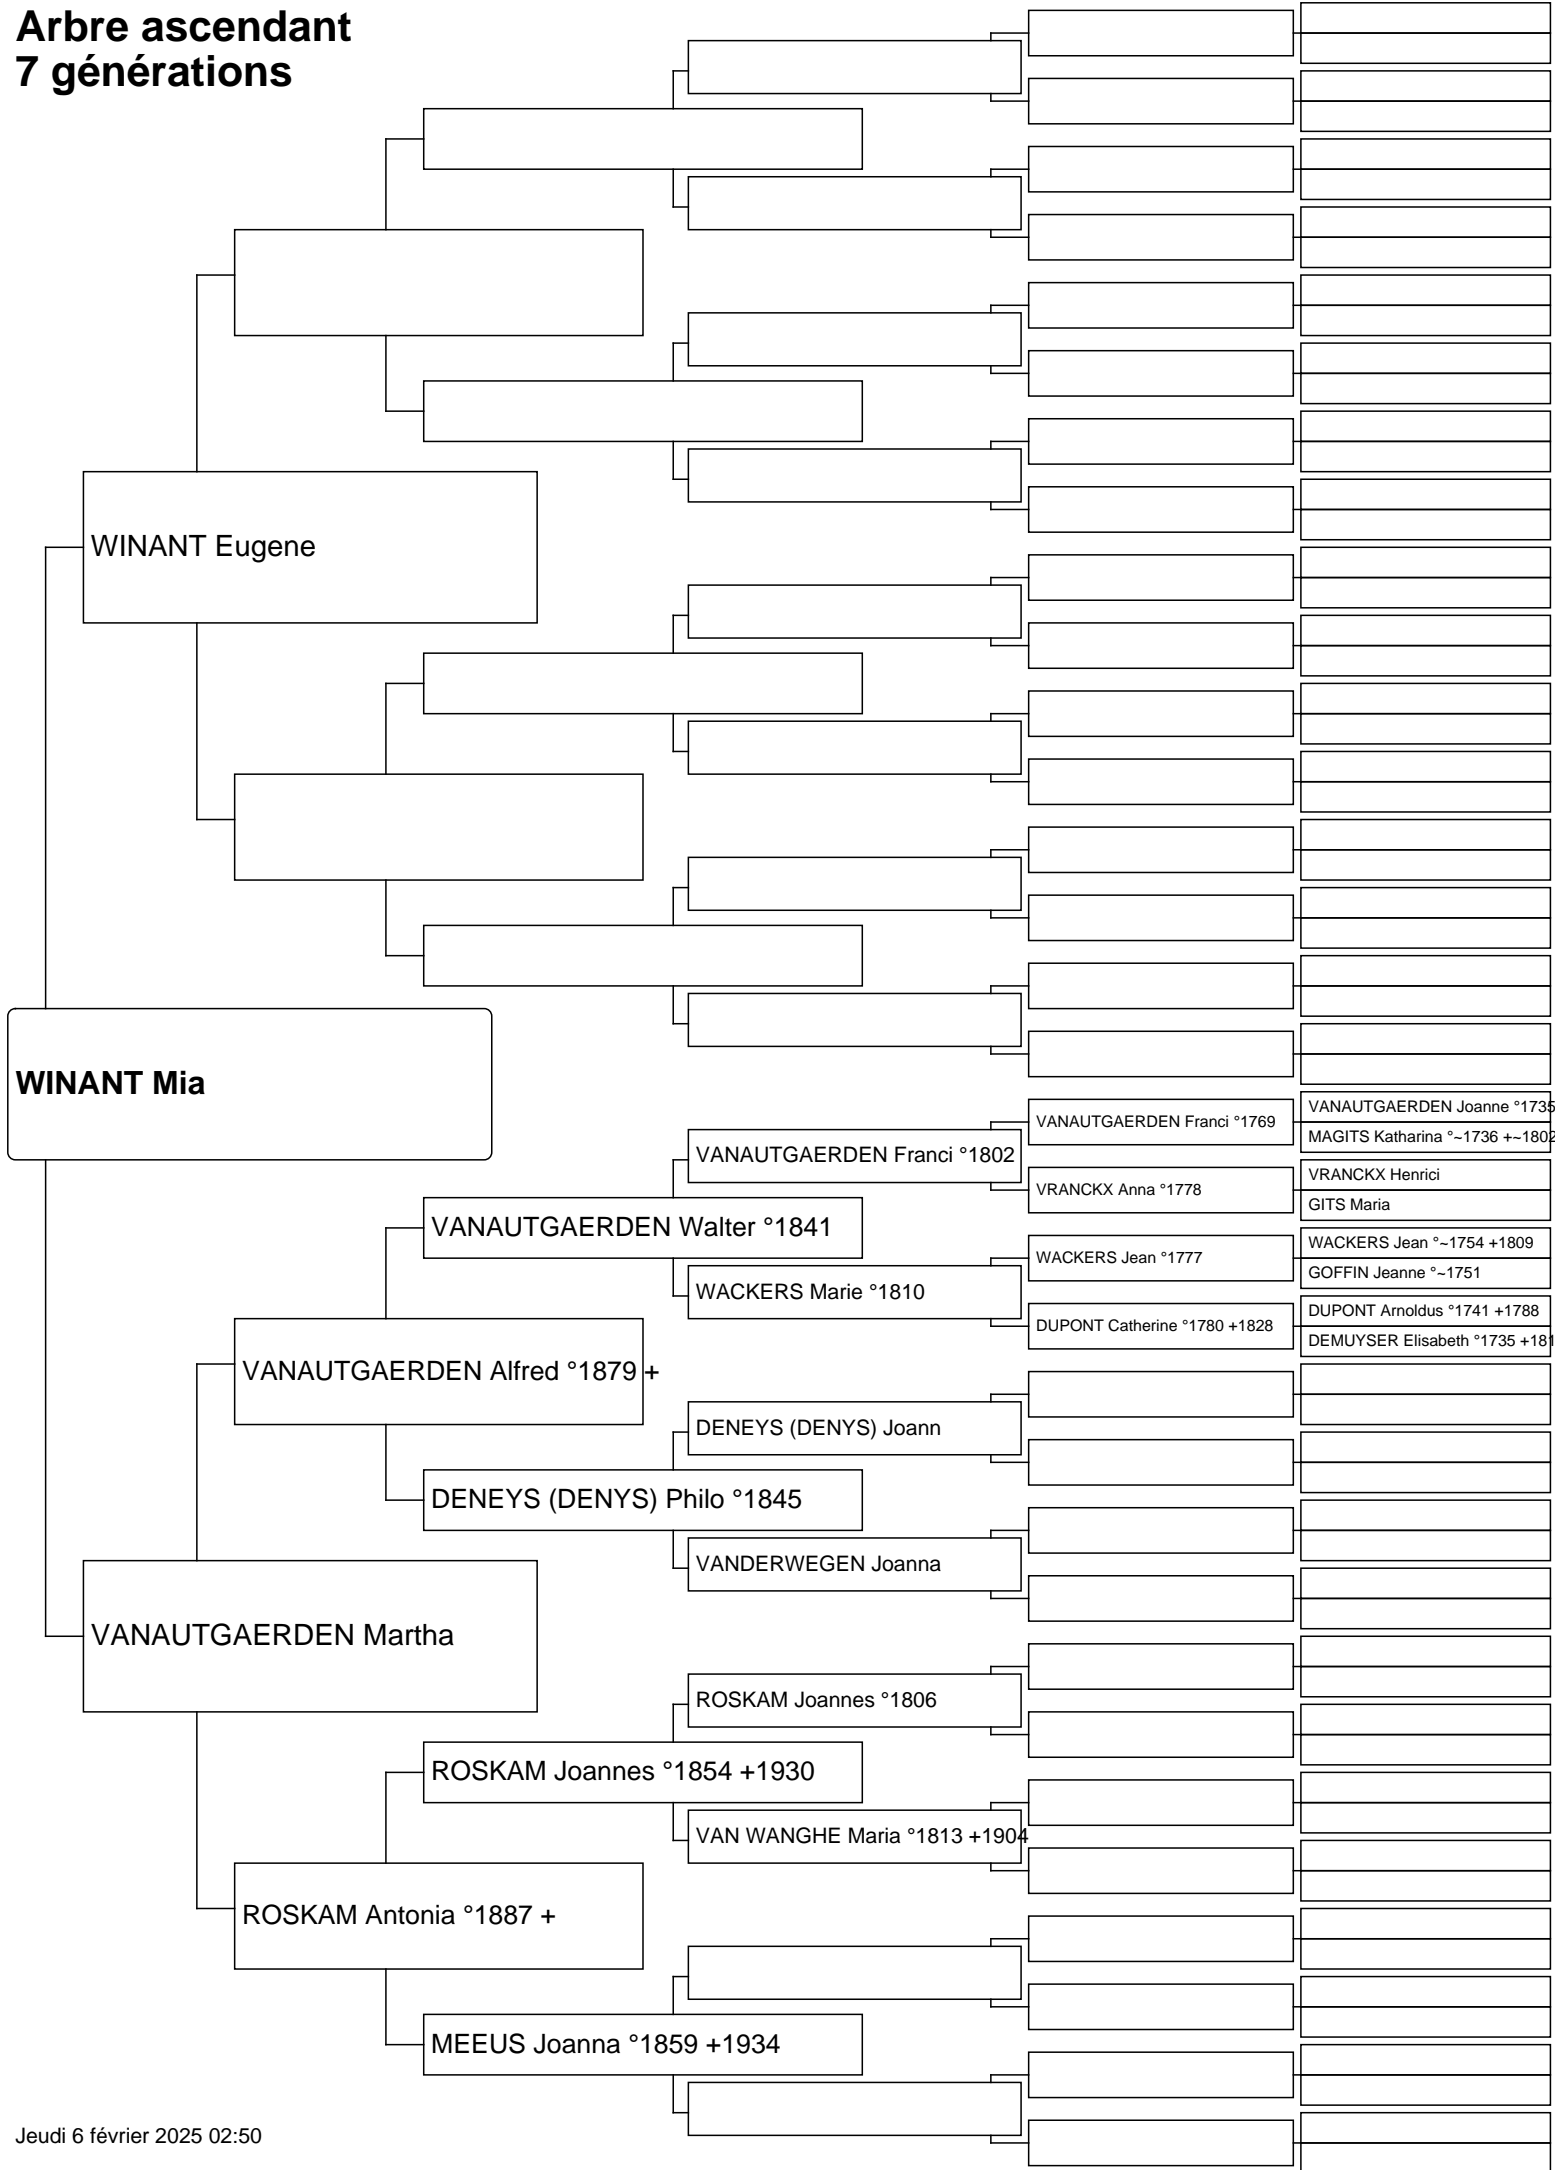 Arbre ascendant
7 générations
WINANT Eugene
WINANT Mia
VANAUTGAERDEN Joanne °1735
VANAUTGAERDEN Franci °1769
MAGITS Katharina °~1736 +~1802
VANAUTGAERDEN Franci °1802
VRANCKX Henrici
VRANCKX Anna °1778
GITS Maria
VANAUTGAERDEN Walter °1841
WACKERS Jean °~1754 +1809
WACKERS Jean °1777
GOFFIN Jeanne °~1751
WACKERS Marie °1810
DUPONT Arnoldus °1741 +1788
DUPONT Catherine °1780 +1828
DEMUYSER Elisabeth °1735 +181
VANAUTGAERDEN Alfred °1879 +
DENEYS (DENYS) Joann
DENEYS (DENYS) Philo °1845
VANDERWEGEN Joanna
VANAUTGAERDEN Martha
ROSKAM Joannes °1806
ROSKAM Joannes °1854 +1930
VAN WANGHE Maria °1813 +1904
ROSKAM Antonia °1887 +
MEEUS Joanna °1859 +1934
Jeudi 6 février 2025 02:50